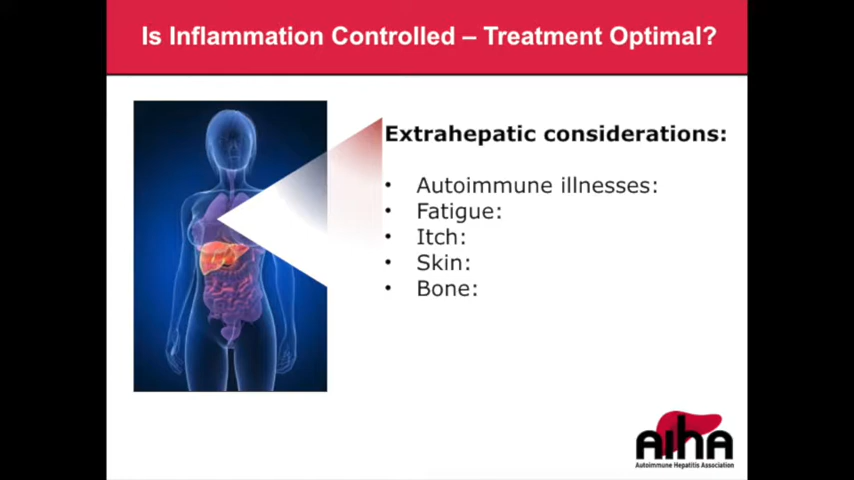 Is Inflammation Controlled – Treatment Optimal?
Extrahepatic considerations:
• Autoimmune illnesses:
• Fatigue:
• Itch:
• Skin:
• Bone:
AIHA
Autoimmune Hepatitis Association